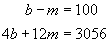 b − m = 100
4b + 12m = 3056